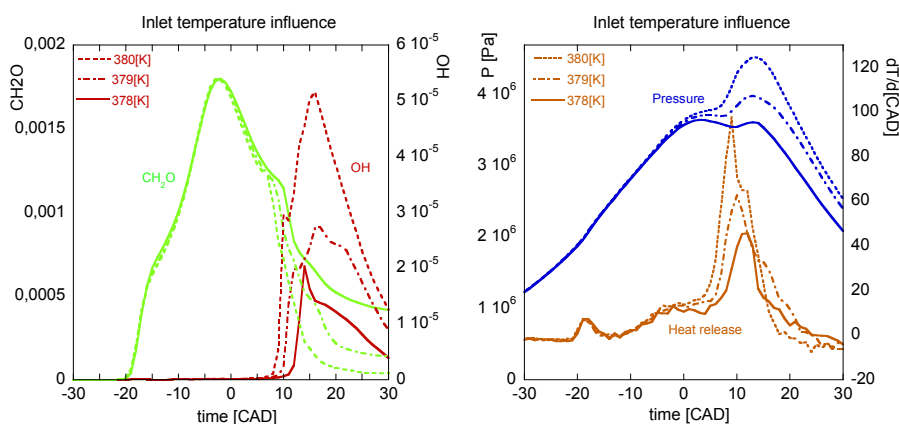 Inlet temperature influence
0,002
6 10⁻⁵
380[K]
379[K]
378[K]
5 10⁻⁵
0,0015
4 10⁻⁵
CH2O
OH
CH₂O
OH
0,001
3 10⁻⁵
2 10⁻⁵
0,0005
1 10⁻⁵
0
0
-30 -20 -10 0 10 20 30
time [CAD]
Inlet temperature influence
380[K]
379[K]
378[K]
P [Pa]
dT/d[CAD]
4 10⁶
3 10⁶
2 10⁶
1 10⁶
0
120
100
80
60
40
20
0
-20
Pressure
Heat release
-30 -20 -10 0 10 20 30
time [CAD]